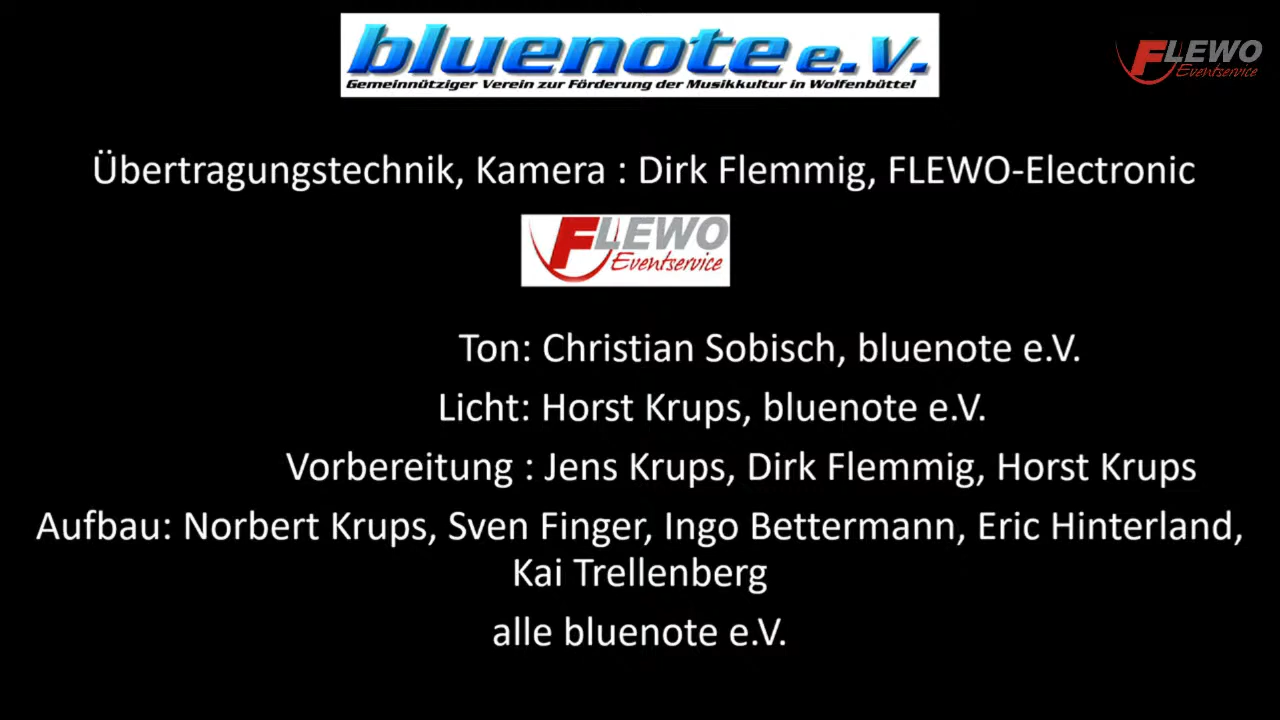 bluenote e.V.
Gemeinnütziger Verein zur Förderung der Musikkultur in Wolfenbüttel
FLEWO
Eventservice
Übertragungstechnik, Kamera : Dirk Flemmig, FLEWO-Electronic
FLEWO
Eventservice
Ton: Christian Sobisch, bluenote e.V.
Licht: Horst Krups, bluenote e.V.
Vorbereitung : Jens Krups, Dirk Flemmig, Horst Krups
Aufbau: Norbert Krups, Sven Finger, Ingo Bettermann, Eric Hinterland,
Kai Trellenberg
alle bluenote e.V.